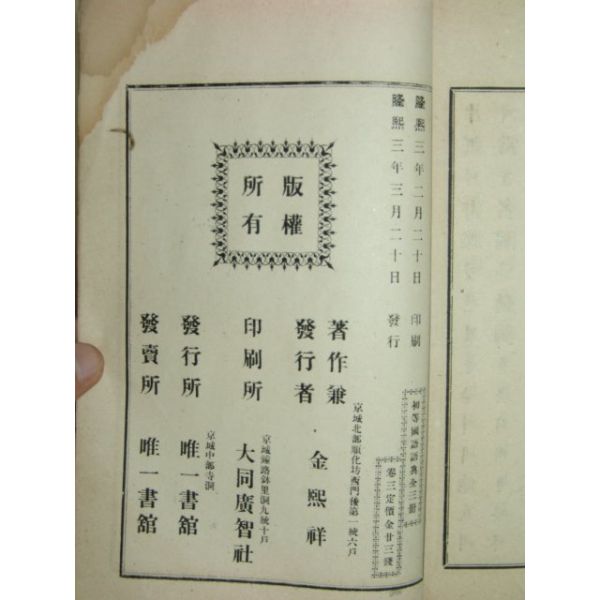 隆熙三年二月二十日 印刷
隆熙三年三月二十日 發行
初等國語語典全三册
卷三定價金廿三錢
版權
所有
京城北部順化坊西門後第一統六戶
著作兼
發行者 金熙祥
京城鐘路鉢里洞九統十戶
印刷所 大同廣智社
京城中部寺洞
發行所 唯一書舘
發賣所 唯一書舘